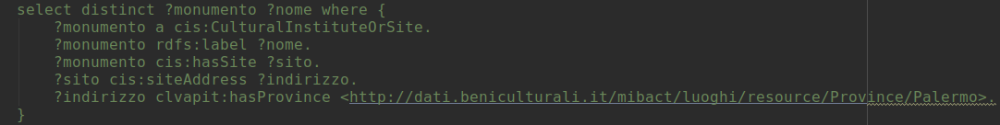 select distinct ?monumento ?nome where {
    ?monumento a cis:CulturalInstituteOrSite.
    ?monumento rdfs:label ?nome.
    ?monumento cis:hasSite ?sito.
    ?sito cis:siteAddress ?indirizzo.
    ?indirizzo clvapit:hasProvince <http://dati.beniculturali.it/mibact/luoghi/resource/Province/Palermo>.
}